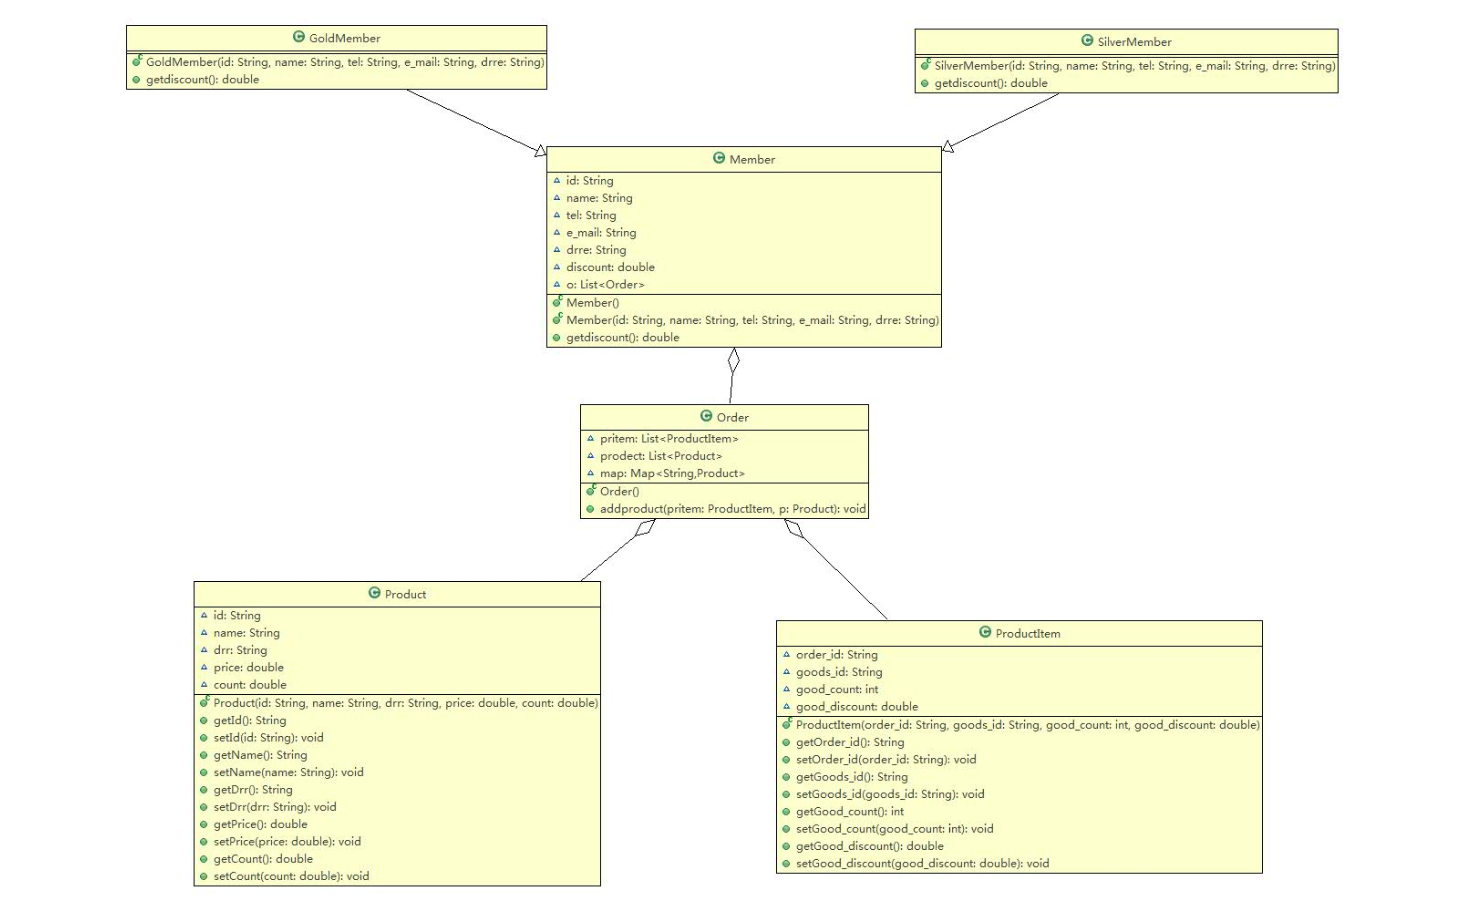 GoldMember
GoldMember(id: String, name: String, tel: String, e_mail: String, drre: String)
getdiscount(): double
SilverMember
SilverMember(id: String, name: String, tel: String, e_mail: String, drre: String)
getdiscount(): double
Member
id: String
name: String
tel: String
e_mail: String
drre: String
discount: double
o: List<Order>
Member()
Member(id: String, name: String, tel: String, e_mail: String, drre: String)
getdiscount(): double
Order
pritem: List<ProductItem>
prodect: List<Product>
map: Map<String,Product>
Order()
addproduct(pritem: ProductItem, p: Product): void
Product
id: String
name: String
drr: String
price: double
count: double
Product(id: String, name: String, drr: String, price: double, count: double)
getId(): String
setId(id: String): void
getName(): String
setName(name: String): void
getDrr(): String
setDrr(drr: String): void
getPrice(): double
setPrice(price: double): void
getCount(): double
setCount(count: double): void
ProductItem
order_id: String
goods_id: String
good_count: int
good_discount: double
ProductItem(order_id: String, goods_id: String, good_count: int, good_discount: double)
getOrder_id(): String
setOrder_id(order_id: String): void
getGoods_id(): String
setGoods_id(goods_id: String): void
getGood_count(): int
setGood_count(good_count: int): void
getGood_discount(): double
setGood_discount(good_discount: double): void